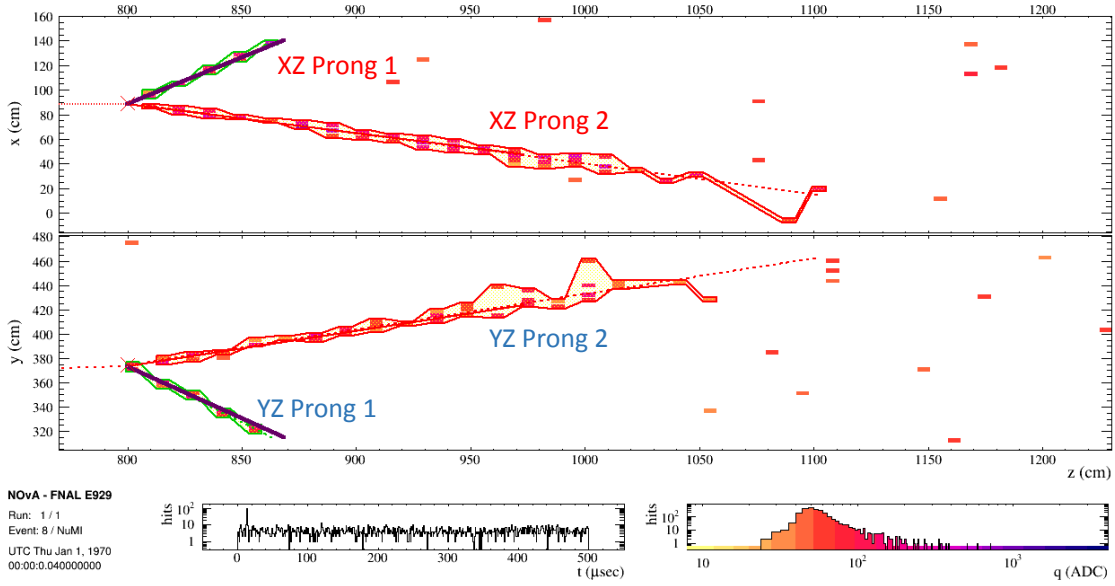 800 850 900 950 1000 1050 1100 1150 1200
160
140
120
100
80
60
40
20
0
x (cm)
XZ Prong 1
XZ Prong 2
480
460
440
420
400
380
360
340
320
y (cm)
YZ Prong 2
YZ Prong 1
800 850 900 950 1000 1050 1100 1150 1200
z (cm)
NOvA - FNAL E929
Run: 1 / 1
Event: 8 / NuMI
UTC Thu Jan 1, 1970
00:00:0.040000000
hits
10²
10
1
0 100 200 300 400 500
t (μsec)
hits
10²
10
1
10 10² 10³
q (ADC)